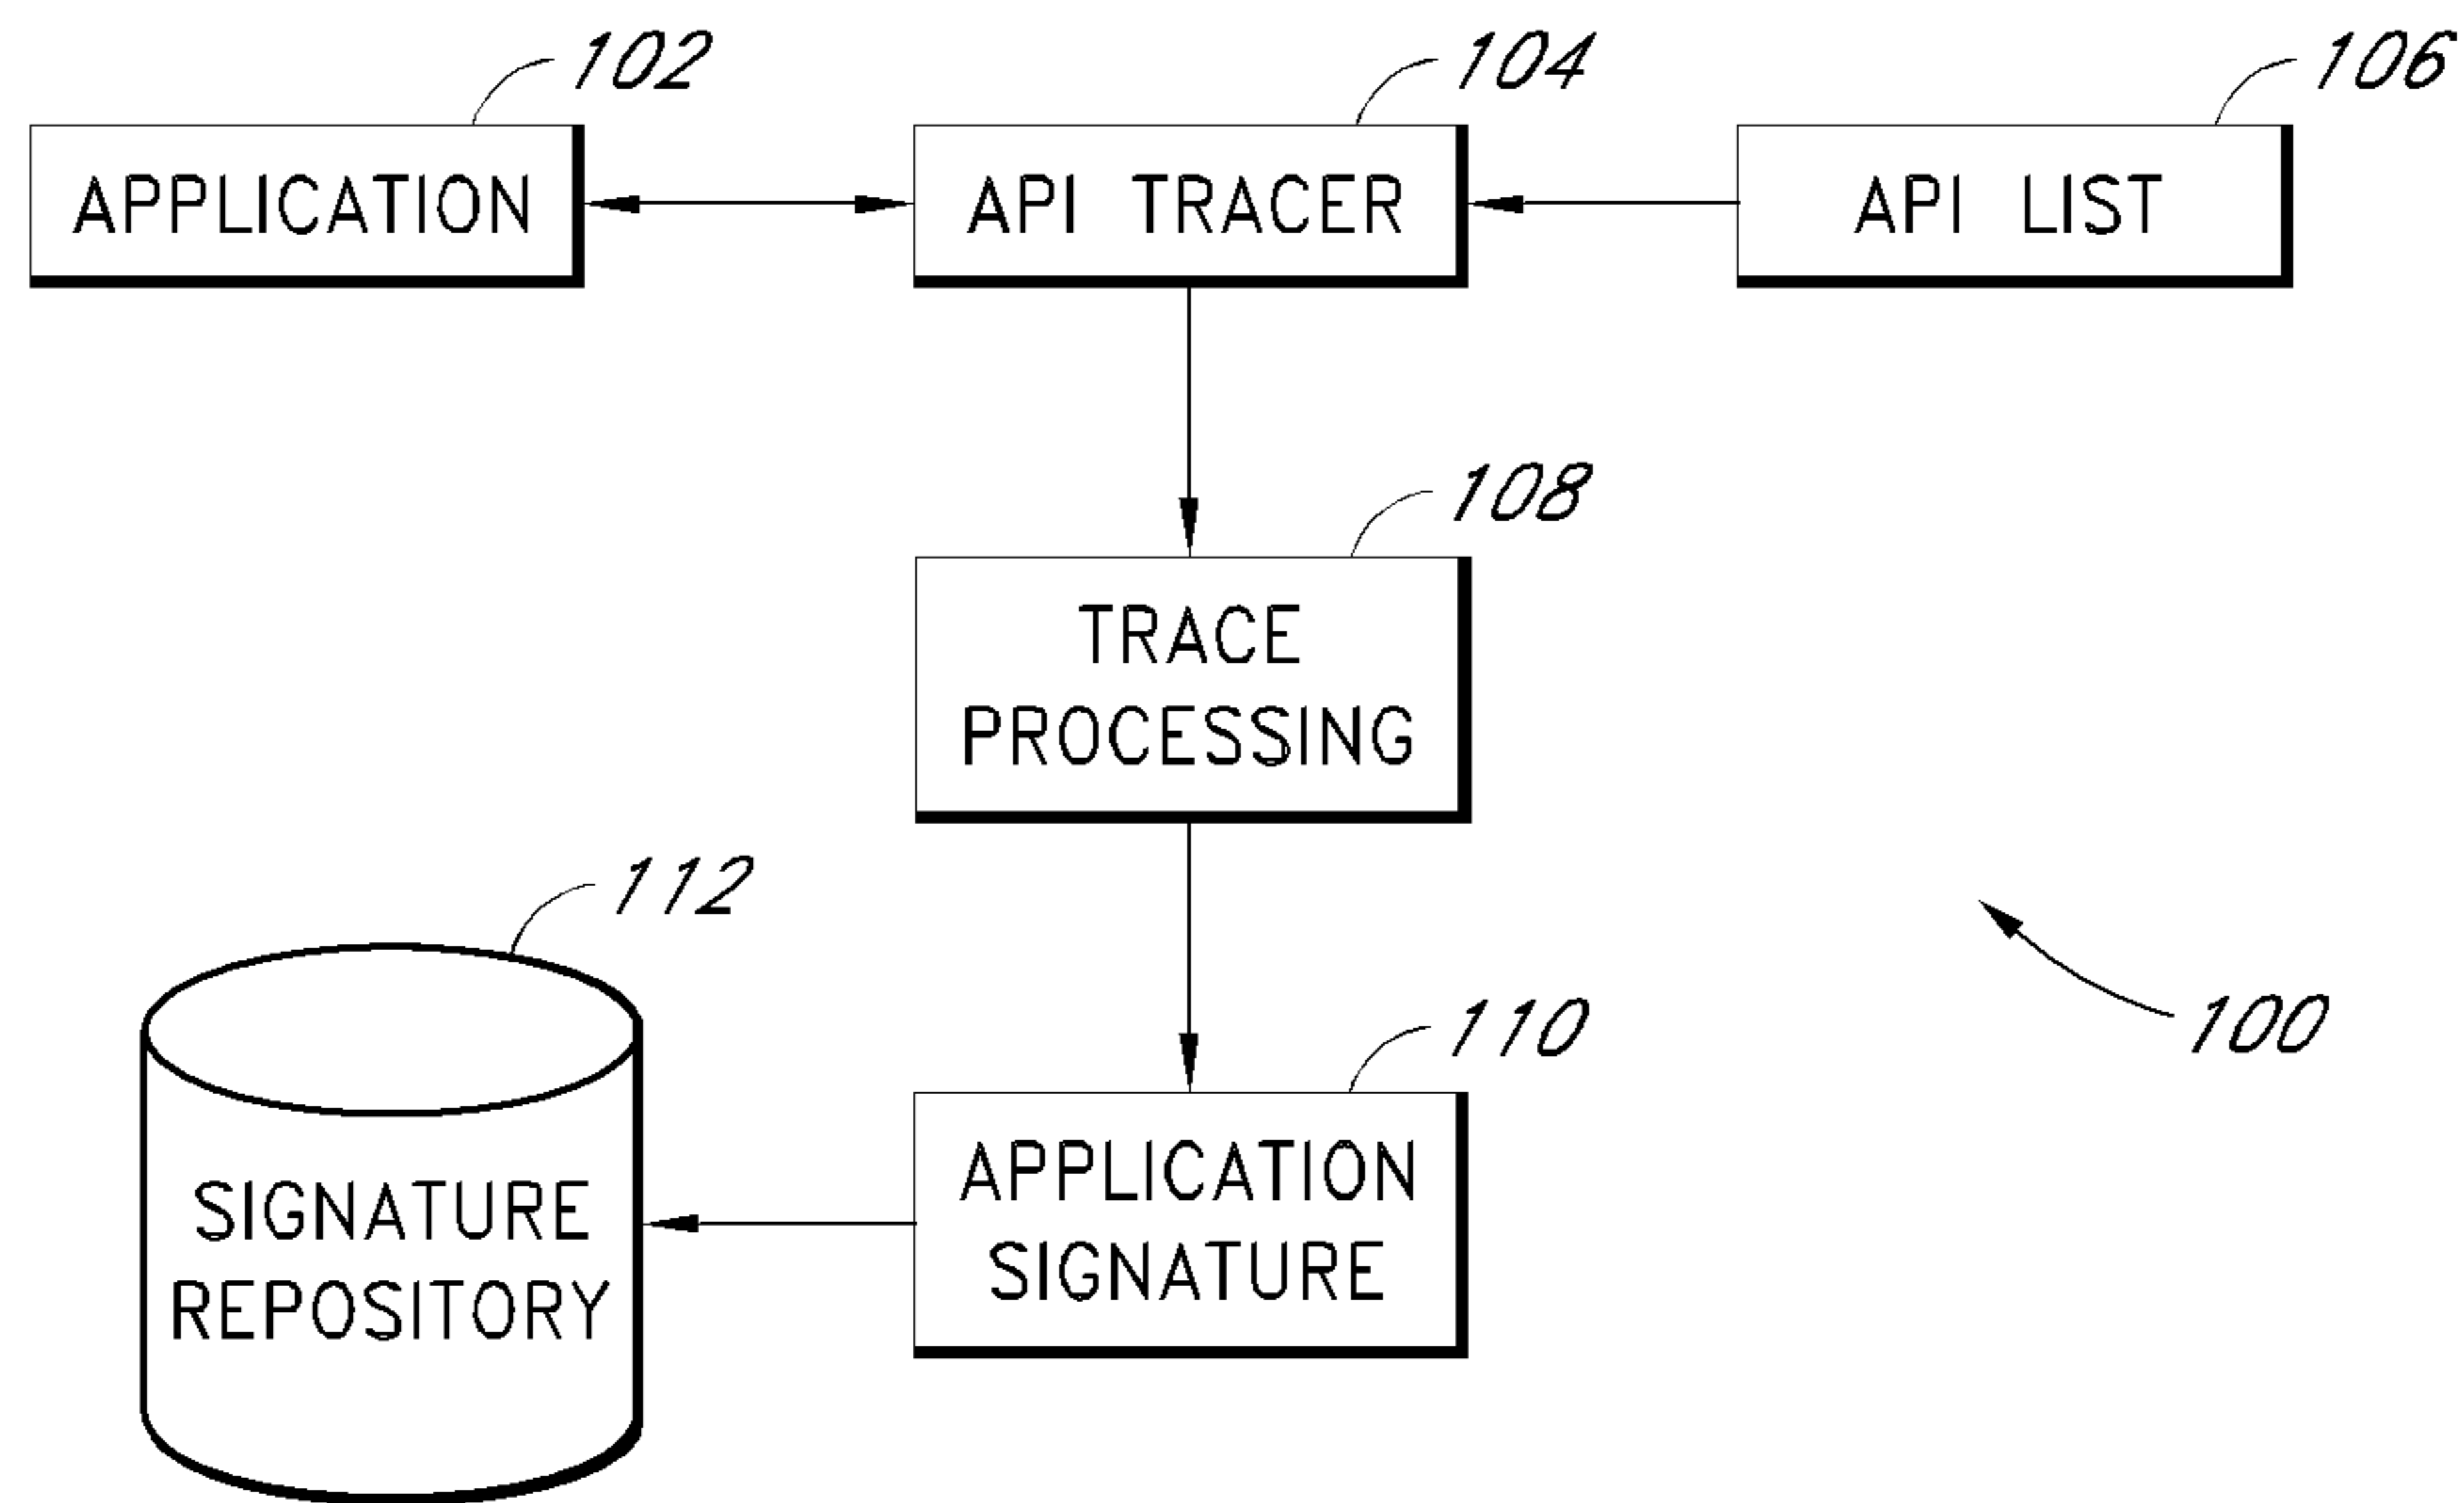 102
104
106
APPLICATION
API TRACER
API LIST
108
TRACE
PROCESSING
112
110
100
APPLICATION
SIGNATURE
SIGNATURE
REPOSITORY